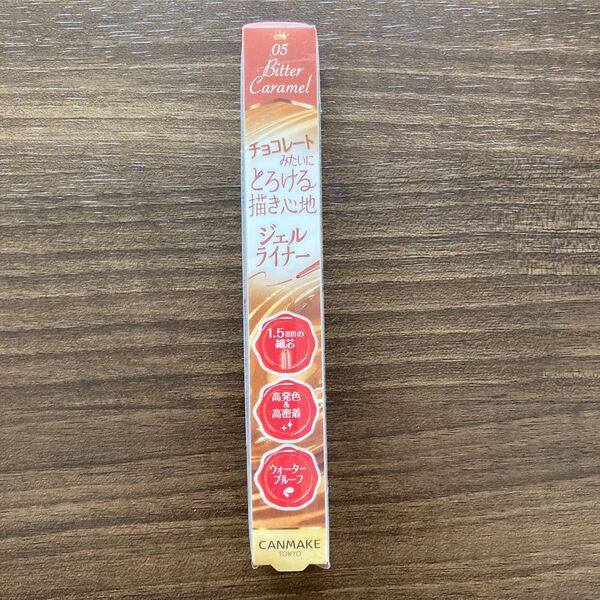 05
Bitter
Caramel
チョコレート
みたいに
とろける
描き心地
ジェル
ライナー
1.5mmの
細芯
高発色
&
高密着
ウォーター
プルーフ
CANMAKE
TOKYO